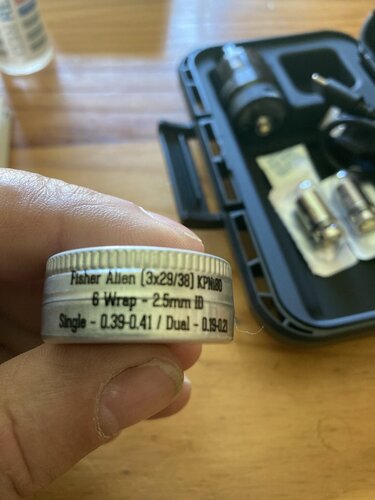 Fisher Alien (3x29/38) KPNi80
6 Wrap - 2.5mm ID
Single - 0.39-0.41 / Dual - 0.19-0.21